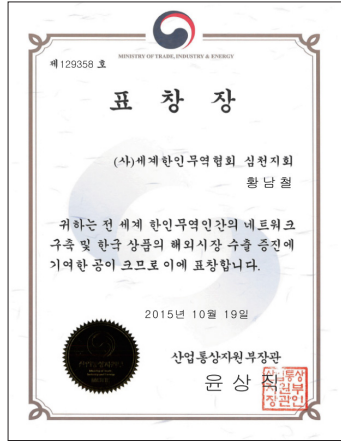 MINISTRY OF TRADE, INDUSTRY & ENERGY
제129358 호
표 창 장
(사)세계한인무역협회 심천지회
황 남 철
귀하는 전 세계 한인무역인간의 네트워크
구축 및 한국 상품의 해외시장 수출 증진에
기여한 공이 크므로 이에 표창합니다.
2015년 10월 19일
산업통상자원부장관
윤 상 직